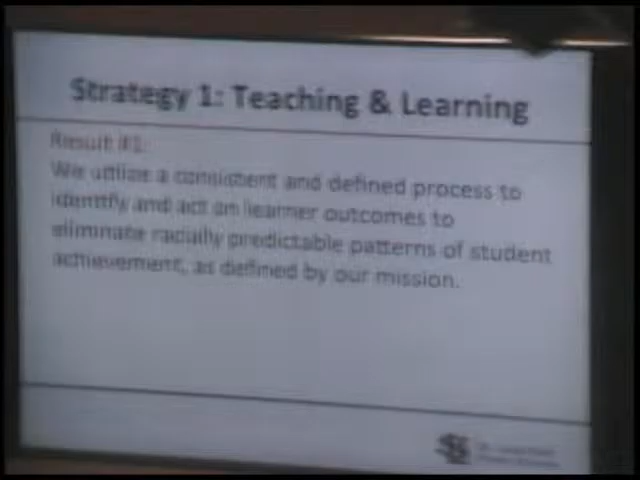 Strategy 1: Teaching & Learning
Result #1:
We utilize a consistent and defined process to
identify and act on learner outcomes to
eliminate racially predictable patterns of student
achievement, as defined by our mission.